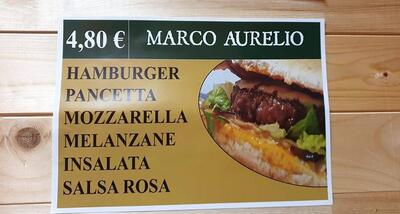 4,80 € MARCO AURELIO
HAMBURGER
PANCETTA
MOZZARELLA
MELANZANE
INSALATA
SALSA ROSA